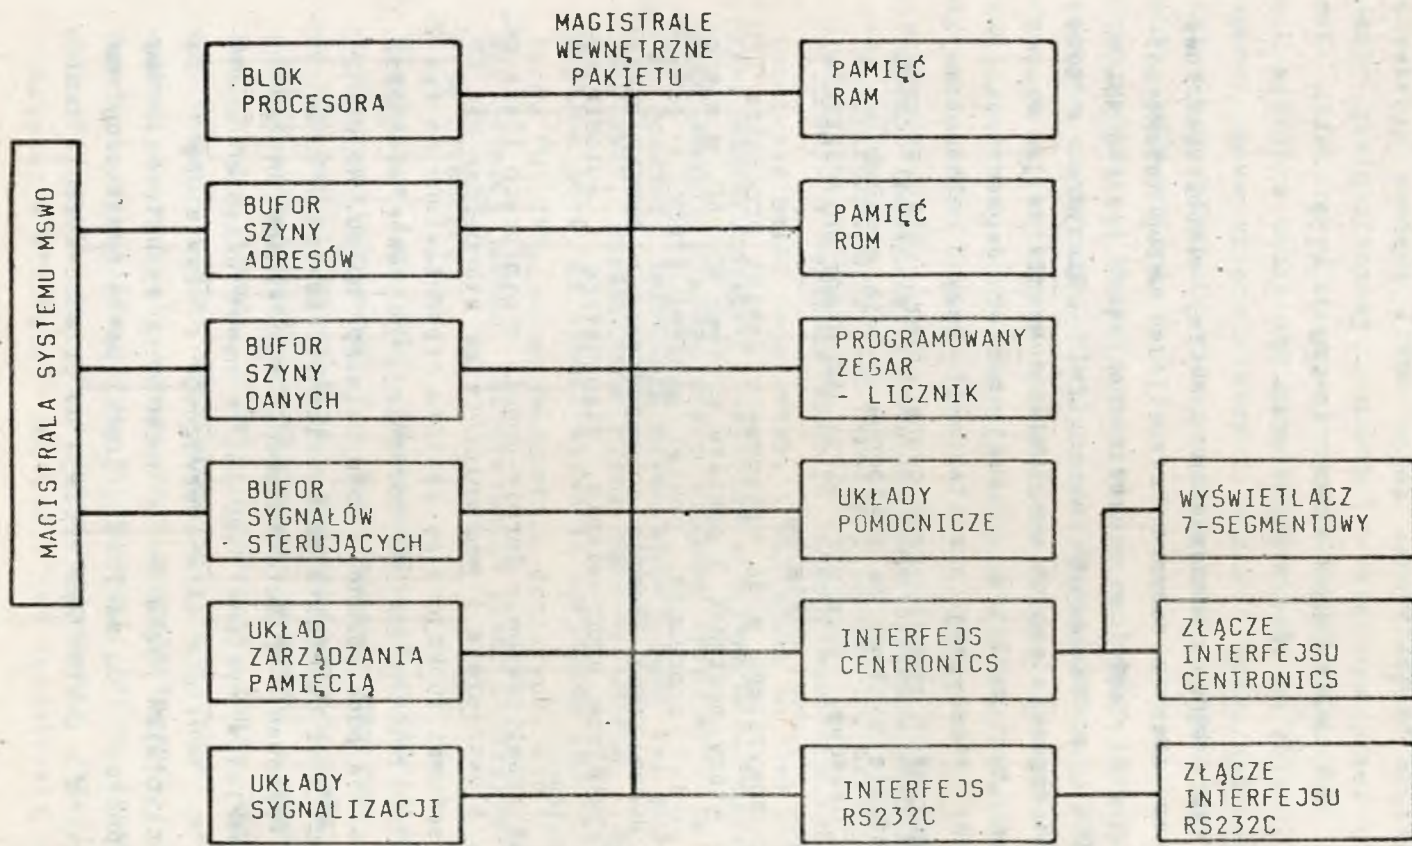 MAGISTRALE
WEWNĘTRZNE
PAKIETU
BLOK
PROCESORA
PAMIĘĆ
RAM
MAGISTRALA SYSTEMU MSWD
BUFOR
SZYNY
ADRESÓW
PAMIĘĆ
ROM
BUFOR
SZYNY
DANYCH
PROGRAMOWANY
ZEGAR
- LICZNIK
BUFOR
SYGNAŁÓW
STERUJĄCYCH
UKŁADY
POMOCNICZE
WYŚWIETLACZ
7-SEGMENTOWY
UKŁAD
ZARZĄDZANIA
PAMIĘCIĄ
INTERFEJS
CENTRONICS
ZŁĄCZE
INTERFEJSU
CENTRONICS
UKŁADY
SYGNALIZACJI
INTERFEJS
RS232C
ZŁĄCZE
INTERFEJSU
RS232C